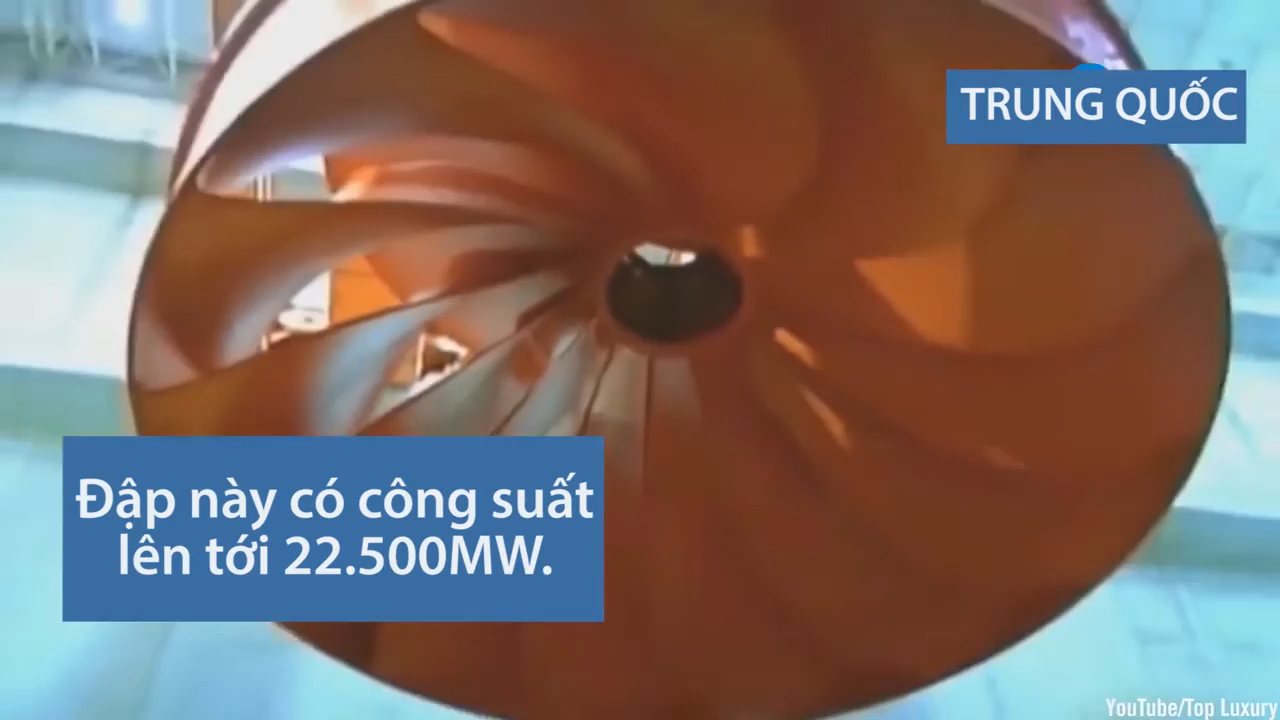 TRUNG QUỐC
Đập này có công suất
lên tới 22.500MW.
YouTube/Top Luxury